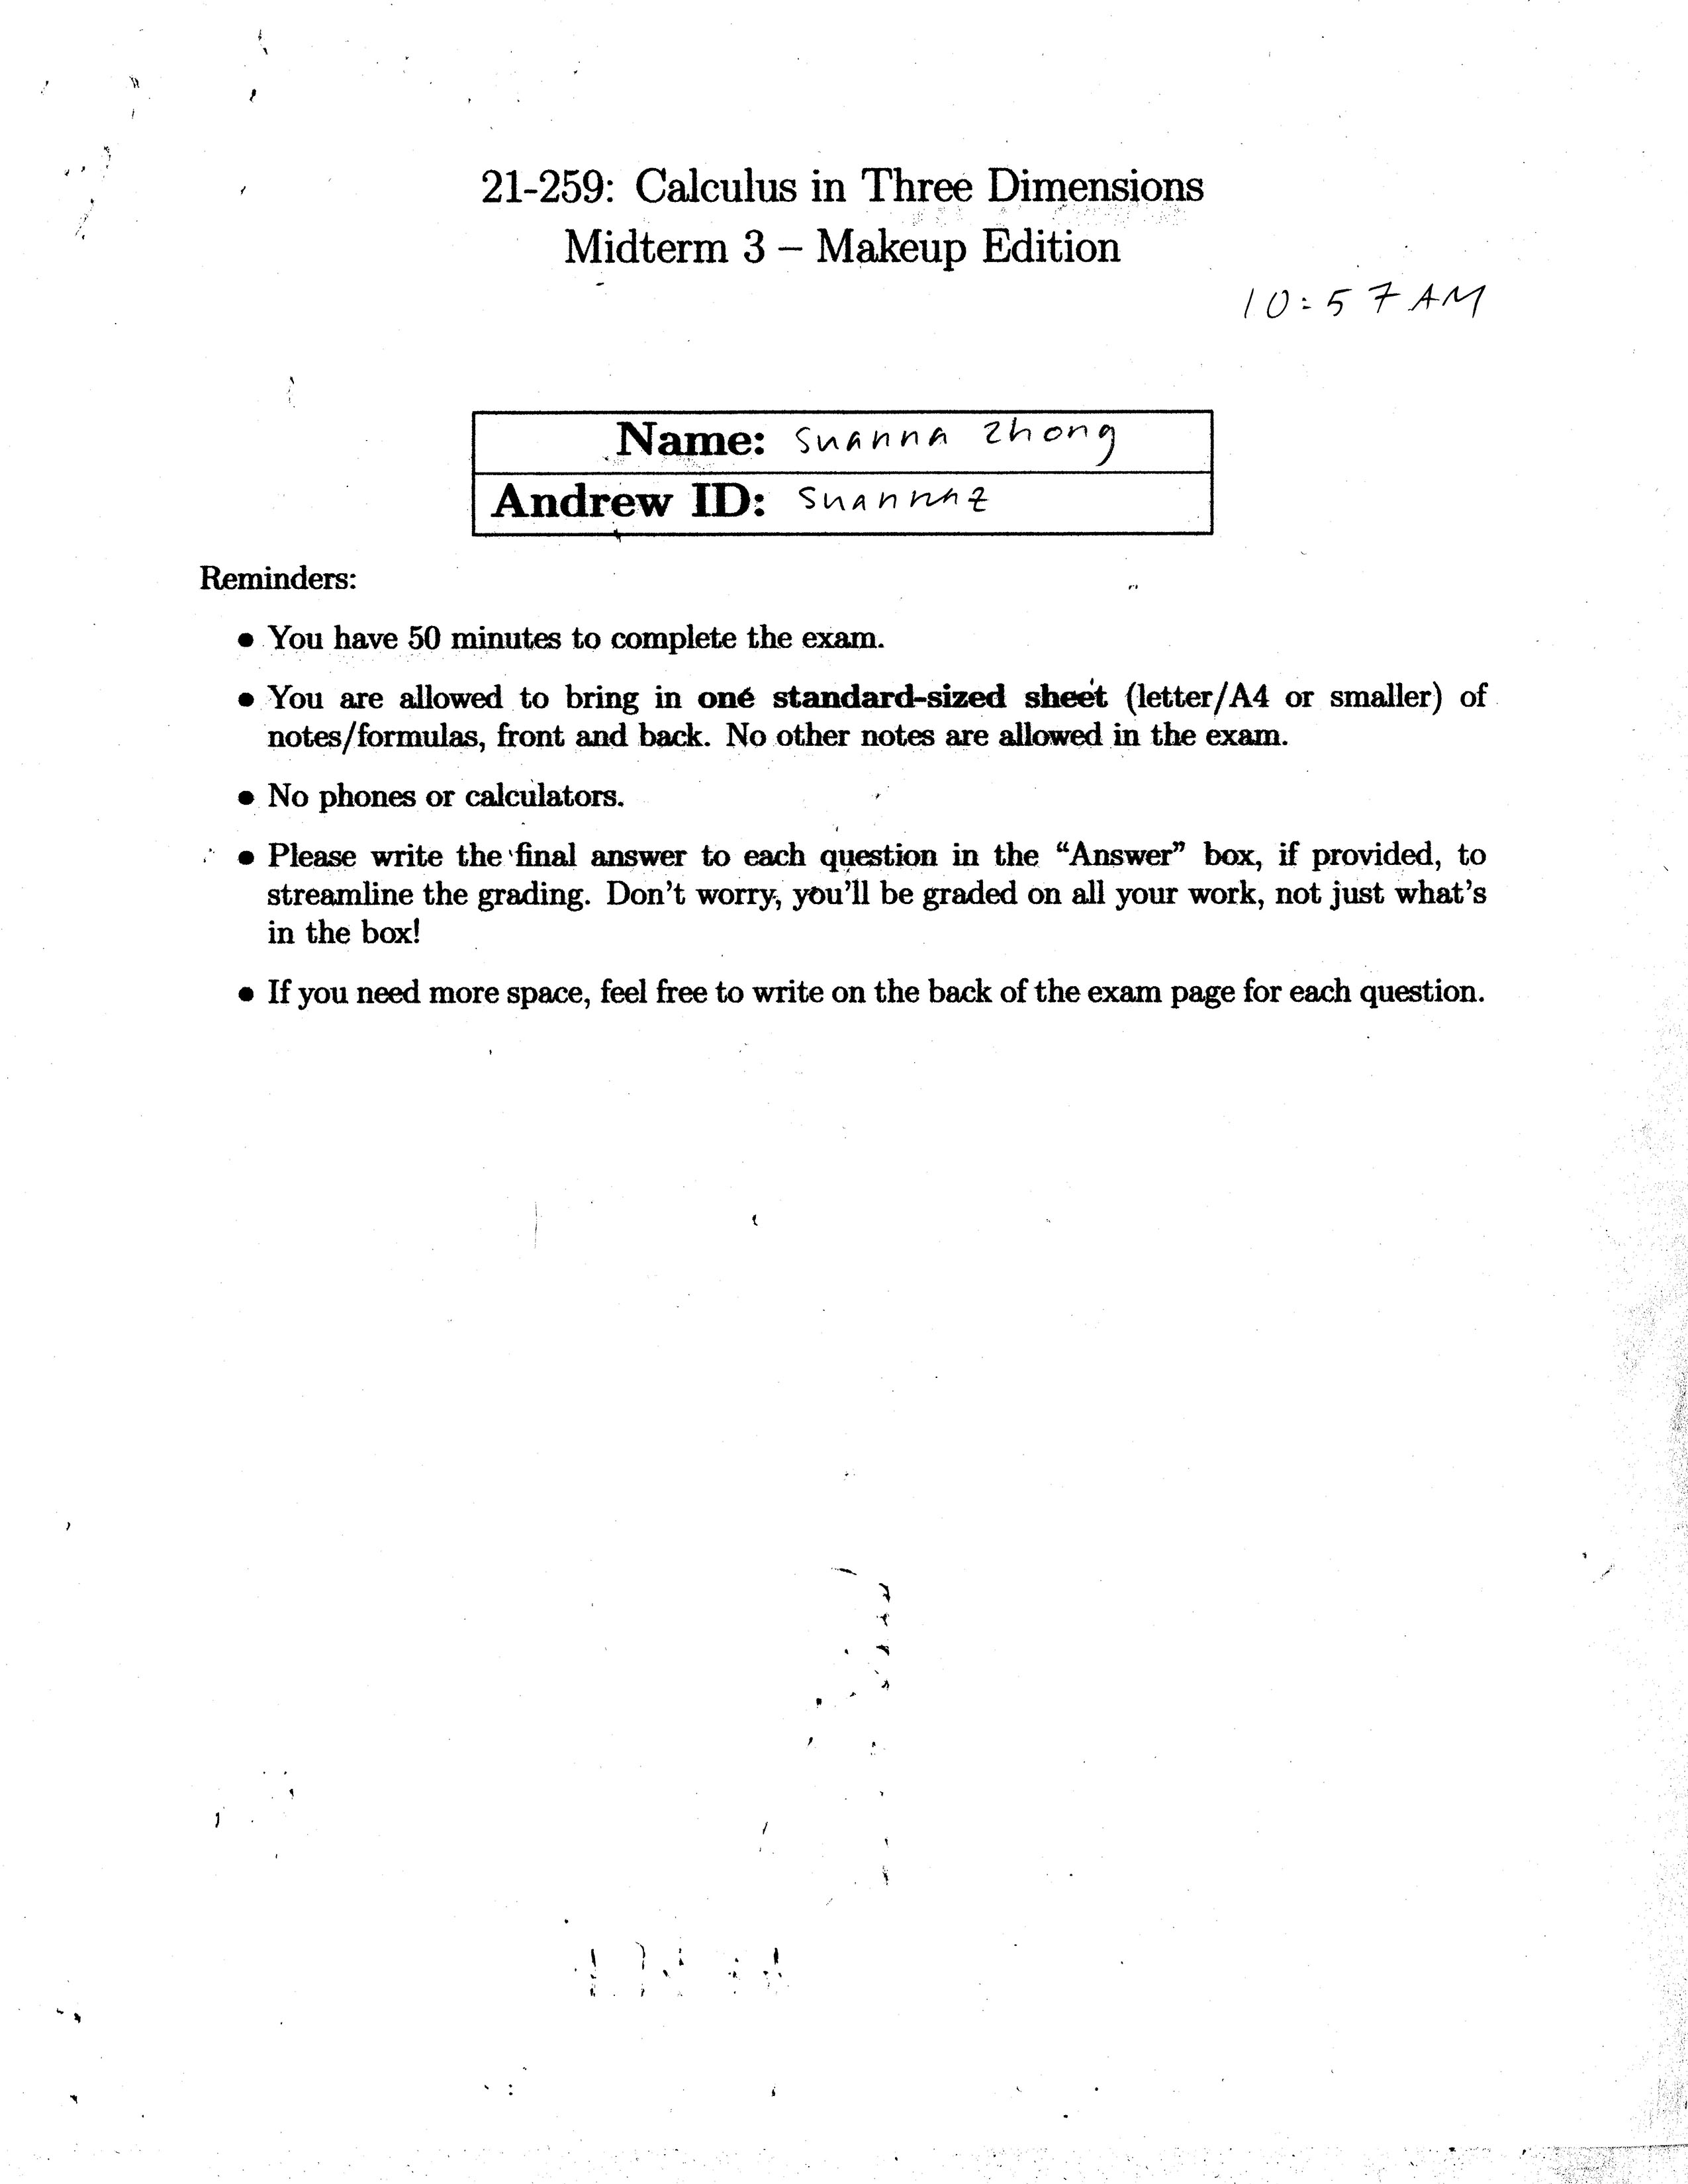 21-259: Calculus in Three Dimensions
Midterm 3 – Makeup Edition
10:57 AM
Name: Suanna Zhong
Andrew ID: suannaz
Reminders:
• You have 50 minutes to complete the exam.
• You are allowed to bring in one standard-sized sheet (letter/A4 or smaller) of
notes/formulas, front and back. No other notes are allowed in the exam.
• No phones or calculators.
• Please write the final answer to each question in the “Answer” box, if provided, to
streamline the grading. Don’t worry, you’ll be graded on all your work, not just what’s
in the box!
• If you need more space, feel free to write on the back of the exam page for each question.